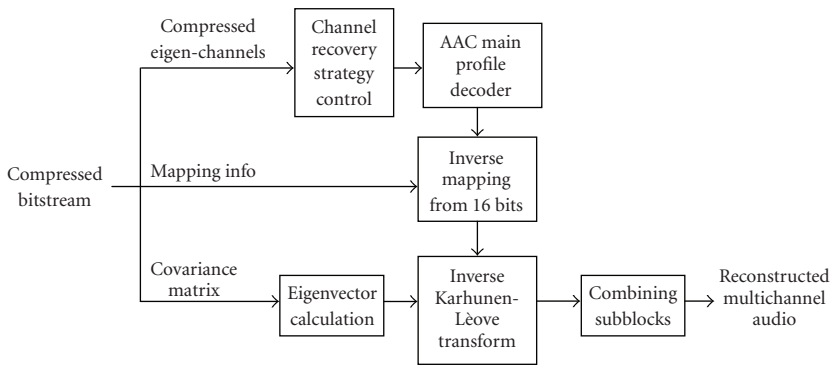 Compressed
eigen-channels
Channel
recovery
strategy
control
AAC main
profile
decoder
Compressed
bitstream
Mapping info
Inverse
mapping
from 16 bits
Covariance
matrix
Eigenvector
calculation
Inverse
Karhunen-
Lèove
transform
Combining
subblocks
Reconstructed
multichannel
audio